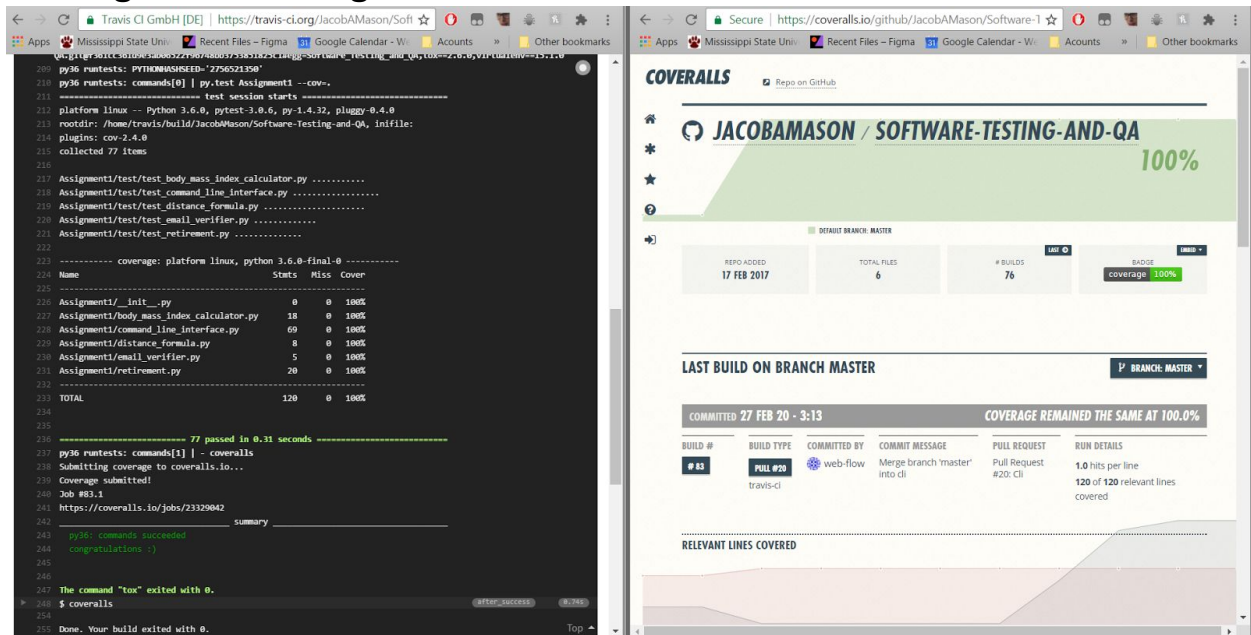 Travis CI GmbH [DE] | https://travis-ci.org/JacobAMason/Soft
Apps Mississippi State Univ Recent Files – Figma 31 Google Calendar - We Acounts » Other bookmarks
209 py36 runtests: PYTHONHASHSEED='2756521350'
210 py36 runtests: commands[0] | py.test Assignment1 --cov=.
211 ============================ test session starts =============================
212 platform linux -- Python 3.6.0, pytest-3.0.6, py-1.4.32, pluggy-0.4.0
213 rootdir: /home/travis/build/JacobAMason/Software-Testing-and-QA, inifile:
214 plugins: cov-2.4.0
215 collected 77 items
216
217 Assignment1/test/test_body_mass_index_calculator.py ...........
218 Assignment1/test/test_command_line_interface.py ..................
219 Assignment1/test/test_distance_formula.py .....................
220 Assignment1/test/test_email_verifier.py .............
221 Assignment1/test/test_retirement.py ..............
222
223 ---------- coverage: platform linux, python 3.6.0-final-0 -----------
224 Name Stmts Miss Cover
225 --------------------------------------------------------------
226 Assignment1/__init__.py 0 0 100%
227 Assignment1/body_mass_index_calculator.py 18 0 100%
228 Assignment1/command_line_interface.py 69 0 100%
229 Assignment1/distance_formula.py 8 0 100%
230 Assignment1/email_verifier.py 5 0 100%
231 Assignment1/retirement.py 20 0 100%
232 --------------------------------------------------------------
233 TOTAL 120 0 100%
234
235
236 ========================== 77 passed in 0.31 seconds ===========================
237 py36 runtests: commands[1] | - coveralls
238 Submitting coverage to coveralls.io...
239 Coverage submitted!
240 Job #83.1
241 https://coveralls.io/jobs/23329042
242 ___________________________________ summary ___________________________________
243 py36: commands succeeded
244 congratulations :)
245
246
247 The command "tox" exited with 0.
248 $ coveralls after_success 0.74s
254
255 Done. Your build exited with 0. Top
Secure | https://coveralls.io/github/JacobAMason/Software-T
Apps Mississippi State Univ Recent Files – Figma 31 Google Calendar - We Acounts » Other bookmarks
COVERALLS Repo on GitHub
JACOBAMASON / SOFTWARE-TESTING-AND-QA
100%
DEFAULT BRANCH: MASTER
LAST EMBED
REPO ADDED TOTAL FILES # BUILDS BADGE
17 FEB 2017 6 76 coverage 100%
LAST BUILD ON BRANCH MASTER BRANCH: MASTER
COMMITTED 27 FEB 20 - 3:13 COVERAGE REMAINED THE SAME AT 100.0%
BUILD # BUILD TYPE COMMITTED BY COMMIT MESSAGE PULL REQUEST RUN DETAILS
# 83 PULL #20 web-flow Merge branch 'master' Pull Request 1.0 hits per line
travis-ci into cli #20: Cli 120 of 120 relevant lines
covered
RELEVANT LINES COVERED